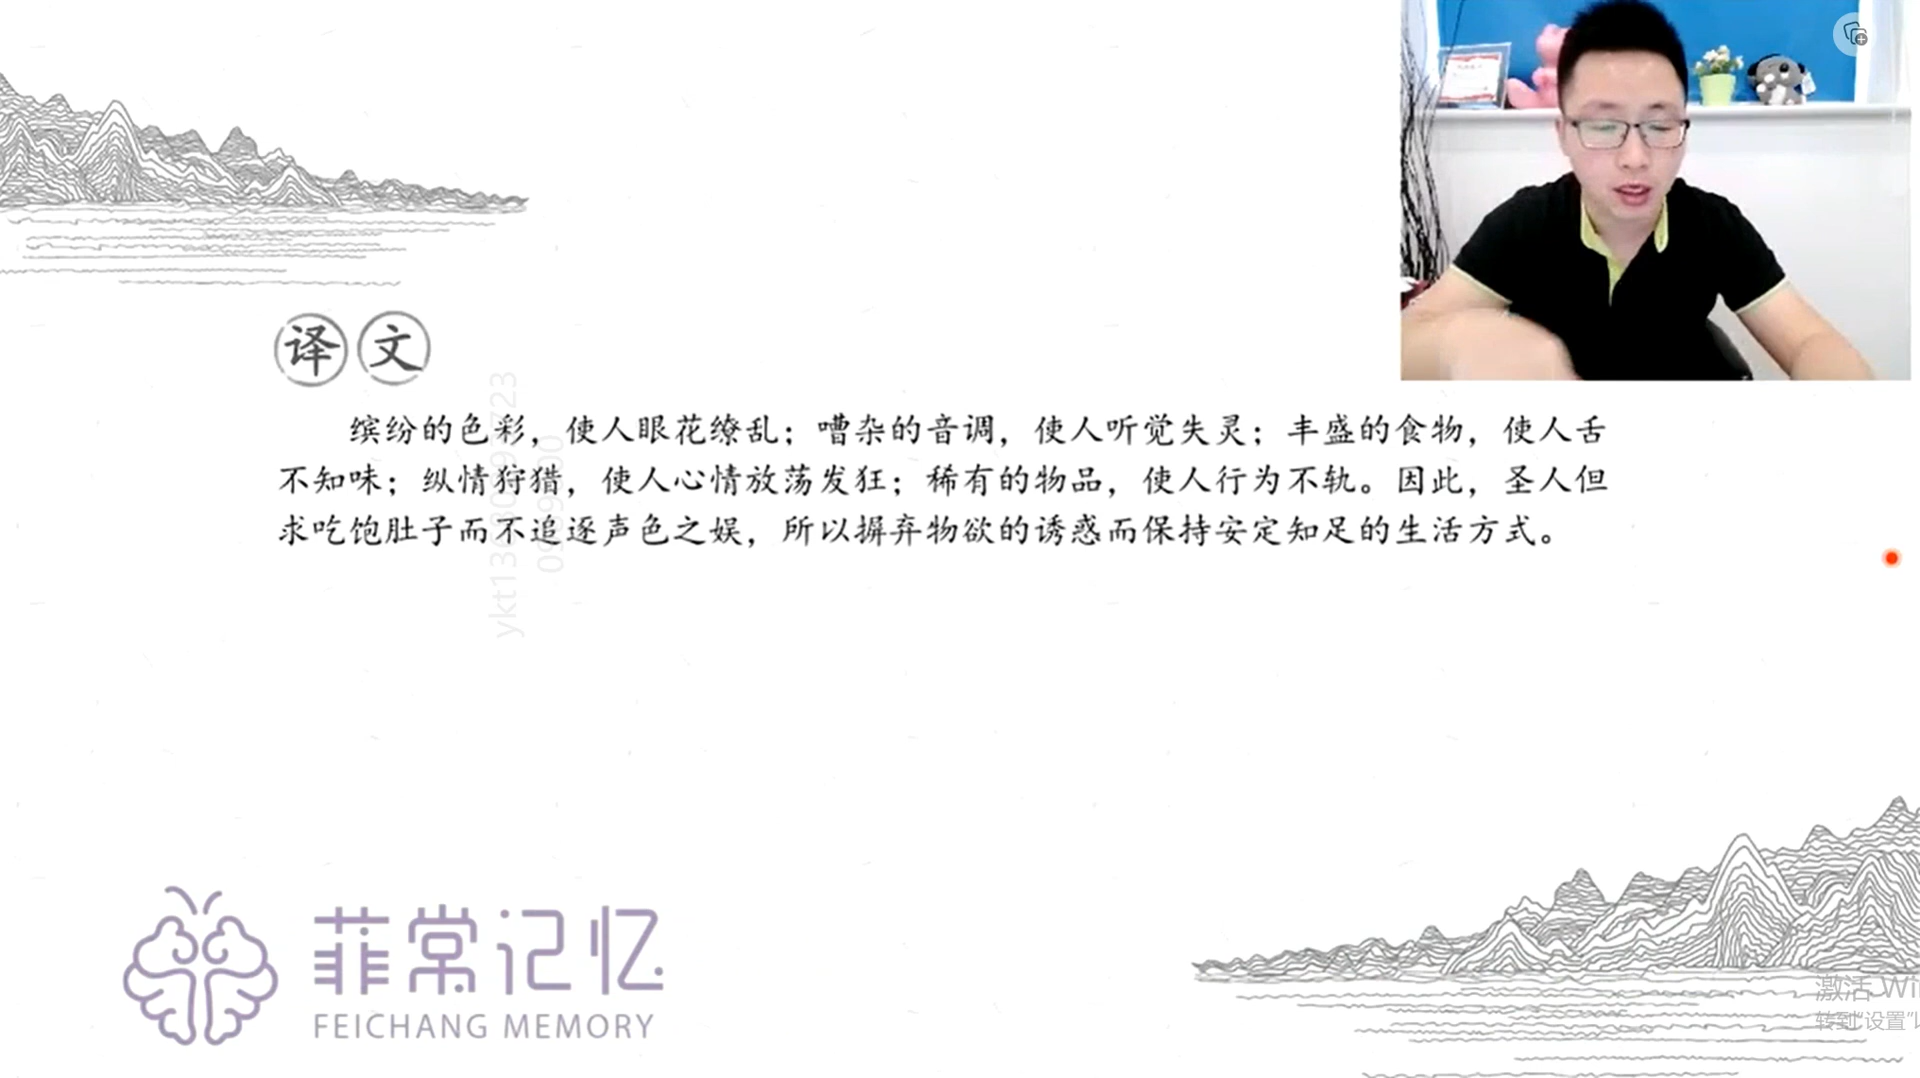 译文
缤纷的色彩，使人眼花缭乱；嘈杂的音调，使人听觉失灵；丰盛的食物，使人舌
不知味；纵情狩猎，使人心情放荡发狂；稀有的物品，使人行为不轨。因此，圣人但
求吃饱肚子而不追逐声色之娱，所以摒弃物欲的诱惑而保持安定知足的生活方式。
菲常记忆
FEICHANG MEMORY
激活 Wi
转到"设置"